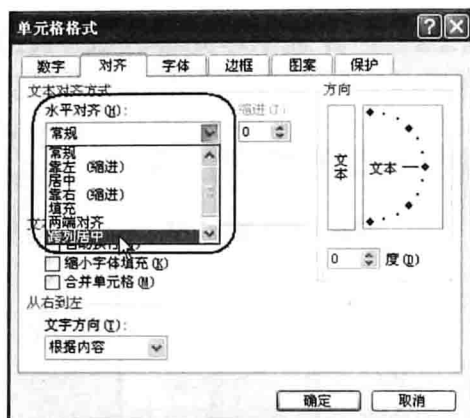 单元格格式
数字 对齐 字体 边框 图案 保护
文本对齐方式
水平对齐(H): 缩进(I):
常规 0
常规
靠左 (缩进)
居中
靠右 (缩进)
填充
两端对齐
跨列居中
缩小字体填充(K)
合并单元格(M)
从右到左
文字方向(T):
根据内容
方向
文本
文本
0 度(D)
确定 取消